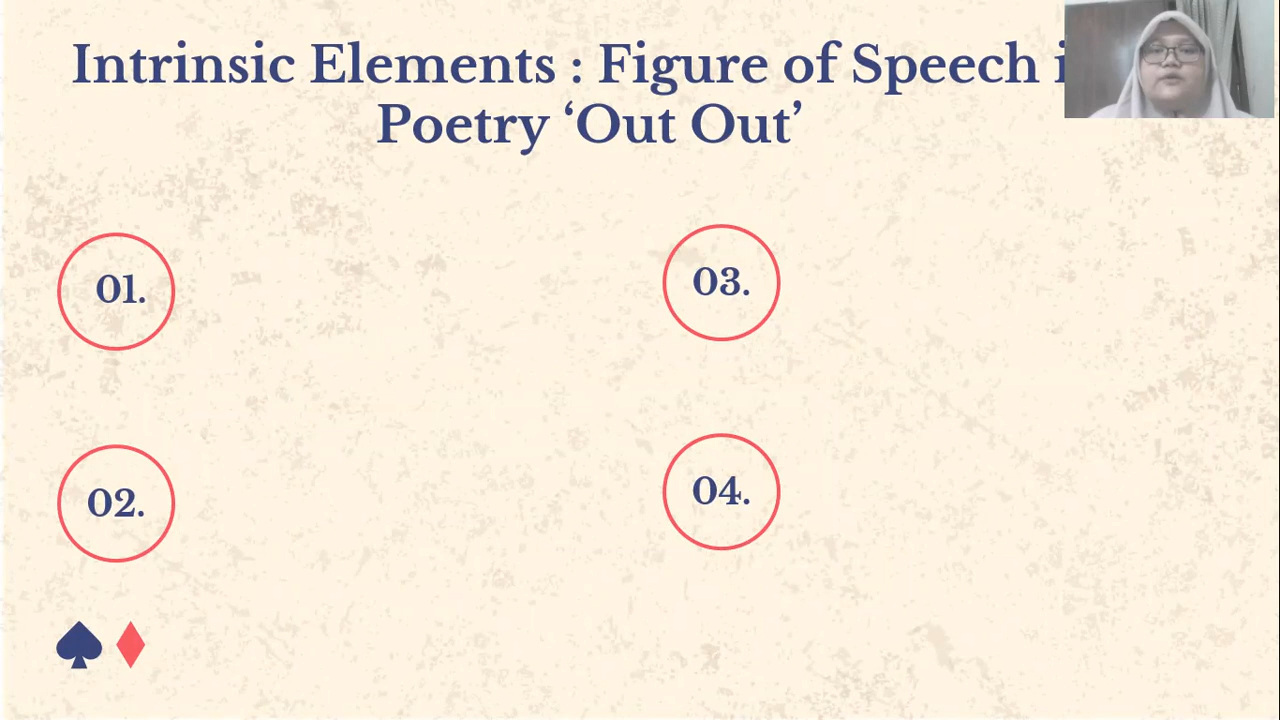 Intrinsic Elements : Figure of Speech i
Poetry ‘Out Out’
01.
03.
02.
04.